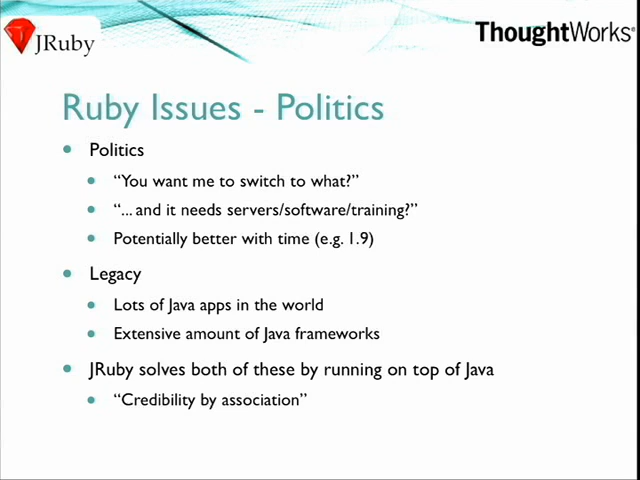 JRuby
ThoughtWorks®
Ruby Issues - Politics
• Politics
• “You want me to switch to what?”
• “... and it needs servers/software/training?”
• Potentially better with time (e.g. 1.9)
• Legacy
• Lots of Java apps in the world
• Extensive amount of Java frameworks
• JRuby solves both of these by running on top of Java
• “Credibility by association”